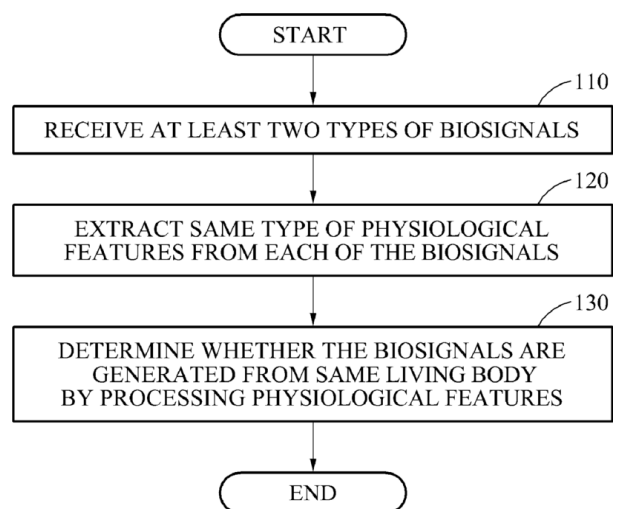 START
110
RECEIVE AT LEAST TWO TYPES OF BIOSIGNALS
120
EXTRACT SAME TYPE OF PHYSIOLOGICAL
FEATURES FROM EACH OF THE BIOSIGNALS
130
DETERMINE WHETHER THE BIOSIGNALS ARE
GENERATED FROM SAME LIVING BODY
BY PROCESSING PHYSIOLOGICAL FEATURES
END